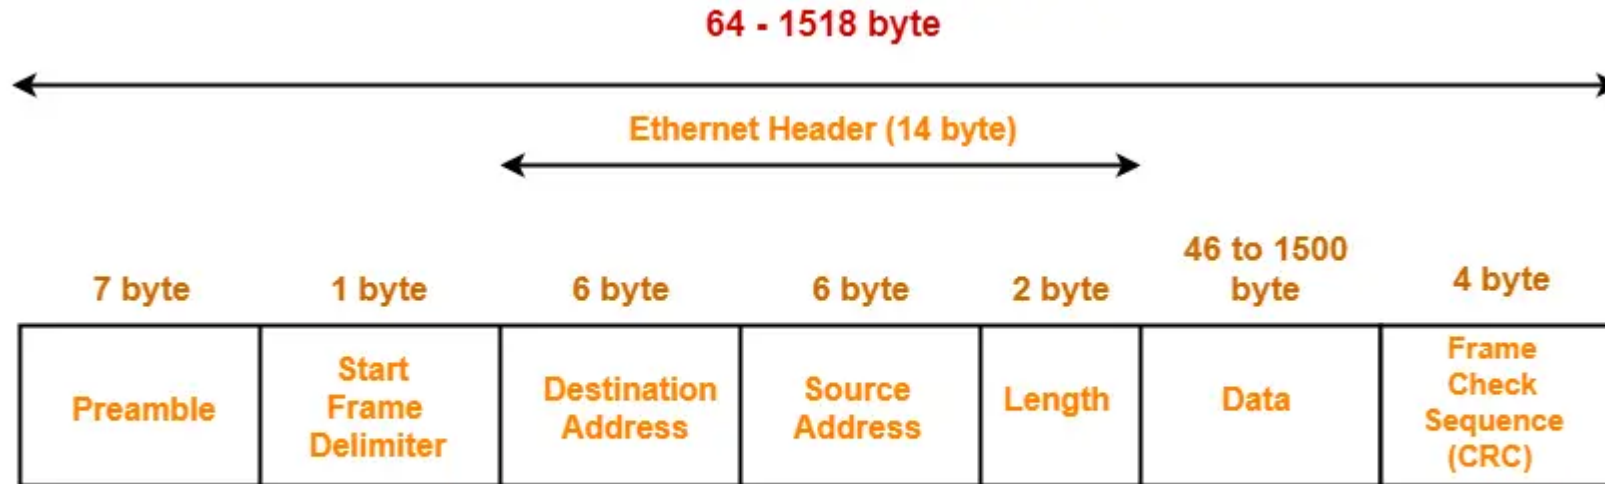 64 - 1518 byte
Ethernet Header (14 byte)
7 byte
1 byte
6 byte
6 byte
2 byte
46 to 1500
byte
4 byte
Preamble
Start
Frame
Delimiter
Destination
Address
Source
Address
Length
Data
Frame
Check
Sequence
(CRC)